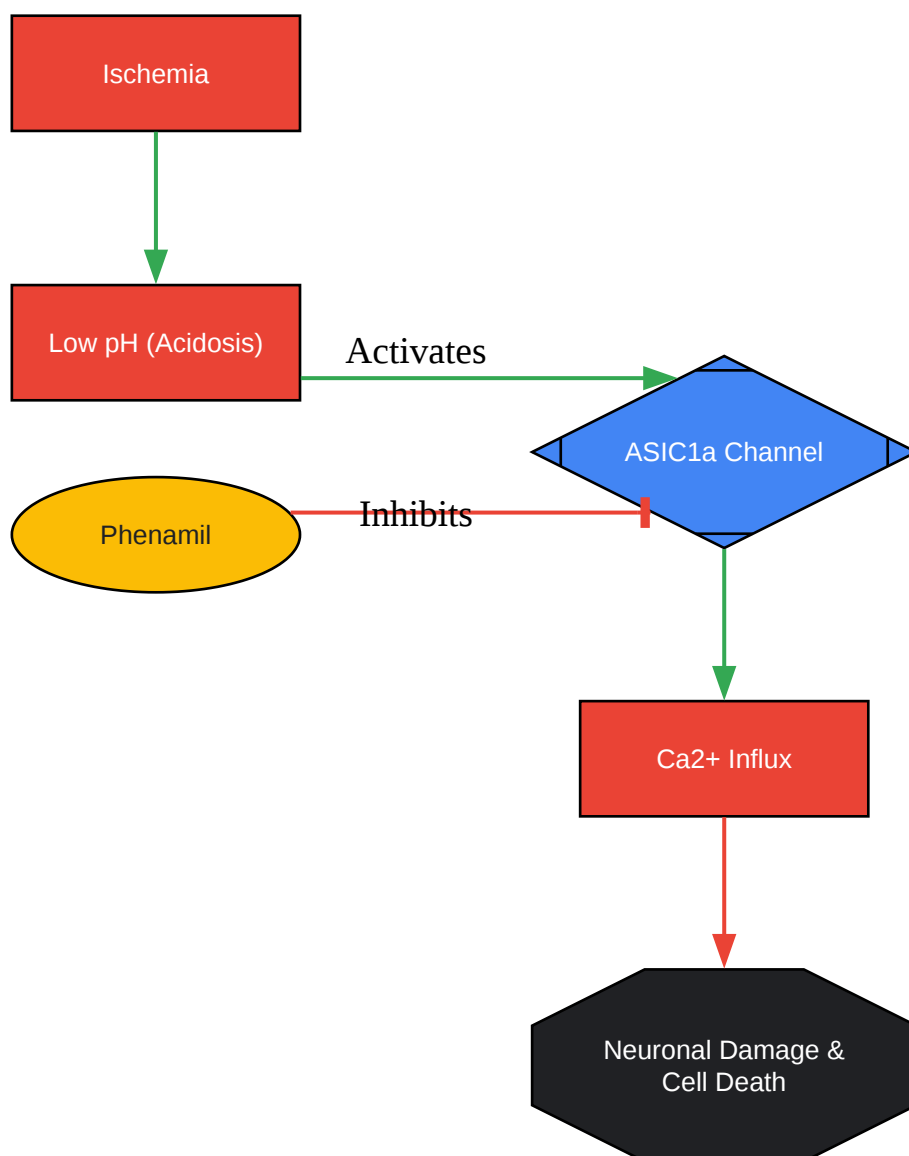 Ischemia
Low pH (Acidosis)
Activates
ASIC1a Channel
Inhibits
Phenamil
Ca2+ Influx
Neuronal Damage &
Cell Death